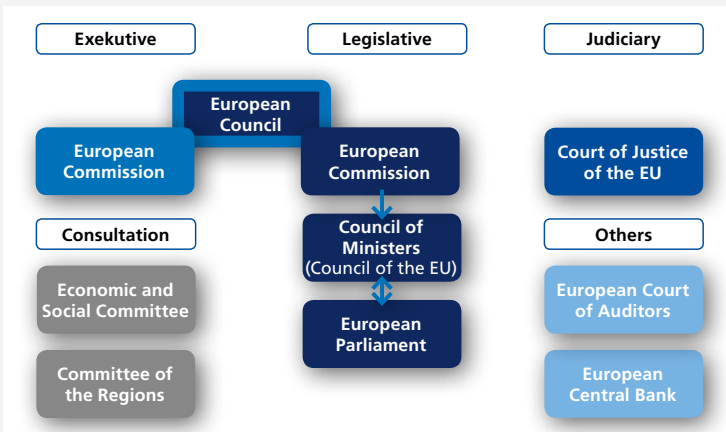 Exekutive
Legislative
Judiciary
European
Council
European
Commission
European
Commission
Court of Justice
of the EU
Consultation
Council of
Ministers
(Council of the EU)
Others
Economic and
Social Committee
European Court
of Auditors
European
Parliament
Committee of
the Regions
European
Central Bank